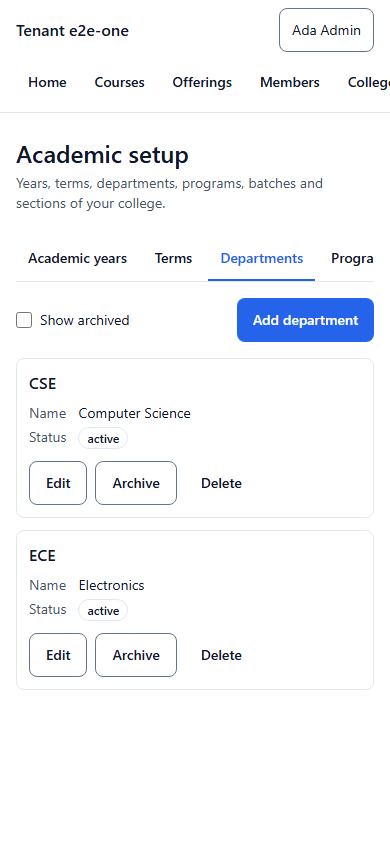 Tenant e2e-one
Ada Admin
Home Courses Offerings Members Colleg
Academic setup
Years, terms, departments, programs, batches and
sections of your college.
Academic years Terms Departments Progra
Show archived
Add department
CSE
Name Computer Science
Status active
Edit Archive Delete
ECE
Name Electronics
Status active
Edit Archive Delete